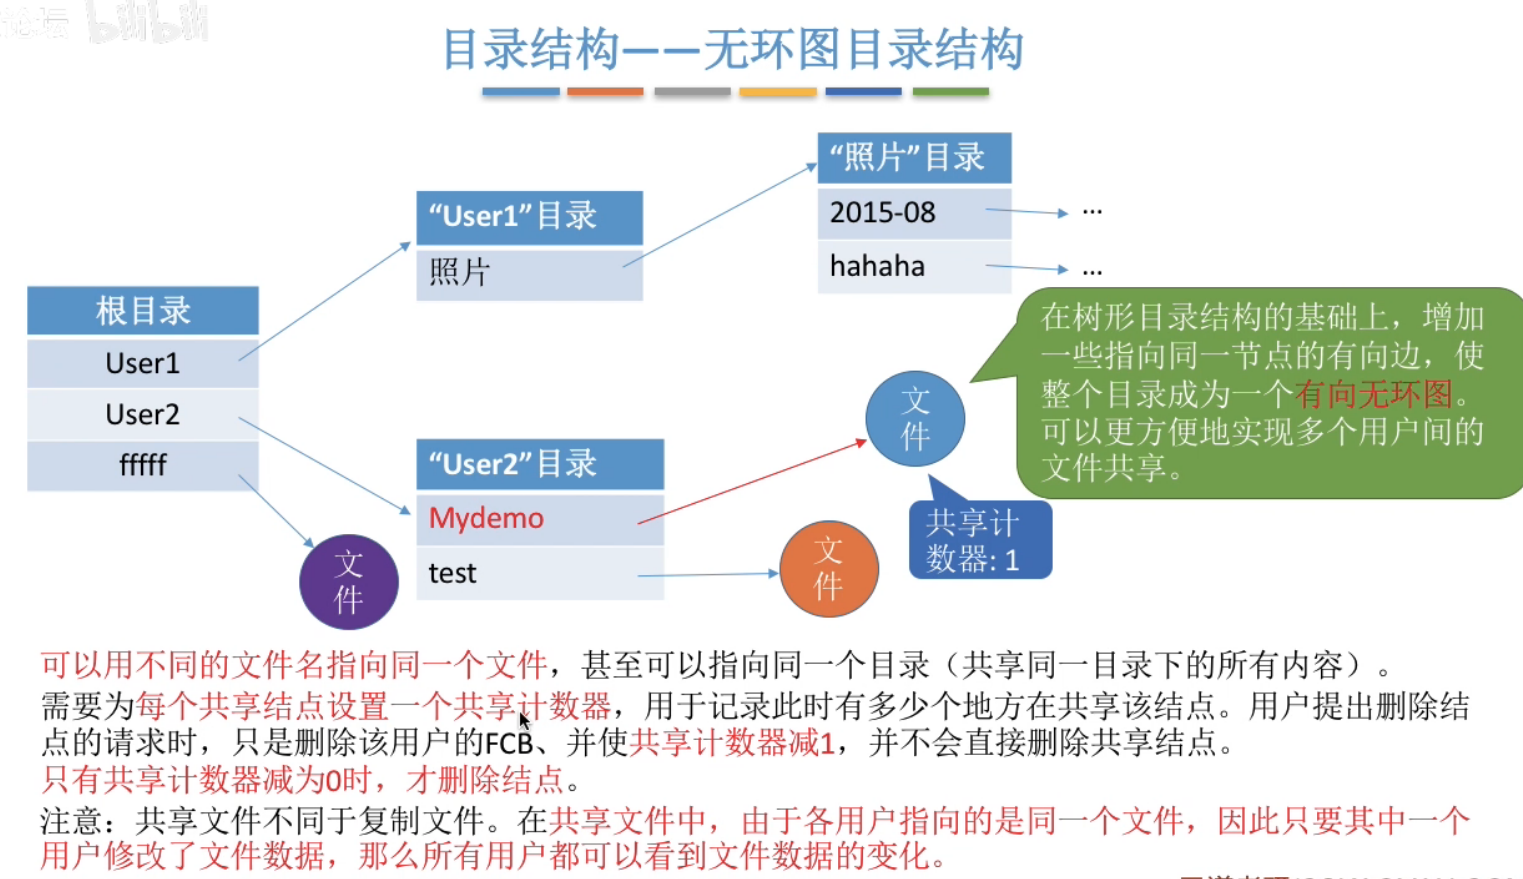 论坛 bilibili
目录结构——无环图目录结构
“照片”目录
2015-08
...
hahaha
...
“User1”目录
照片
根目录
User1
User2
fffff
文
件
“User2”目录
Mydemo
test
文
件
文
件
共享计
数器: 1
在树形目录结构的基础上，增加
一些指向同一节点的有向边，使
整个目录成为一个有向无环图。
可以更方便地实现多个用户间的
文件共享。
可以用不同的文件名指向同一个文件，甚至可以指向同一个目录（共享同一目录下的所有内容）。
需要为每个共享结点设置一个共享计数器，用于记录此时有多少个地方在共享该结点。用户提出删除结
点的请求时，只是删除该用户的FCB、并使共享计数器减1，并不会直接删除共享结点。
只有共享计数器减为0时，才删除结点。
注意：共享文件不同于复制文件。在共享文件中，由于各用户指向的是同一个文件，因此只要其中一个
用户修改了文件数据，那么所有用户都可以看到文件数据的变化。